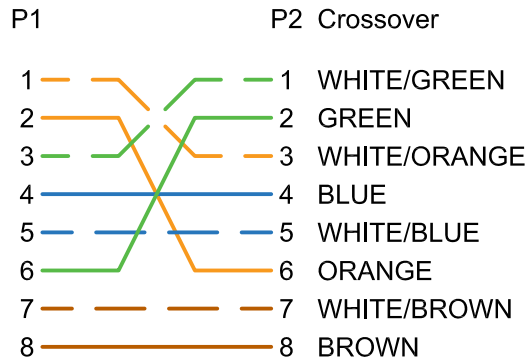 P1 P2 Crossover
1 1 WHITE/GREEN
2 2 GREEN
3 3 WHITE/ORANGE
4 4 BLUE
5 5 WHITE/BLUE
6 6 ORANGE
7 7 WHITE/BROWN
8 8 BROWN